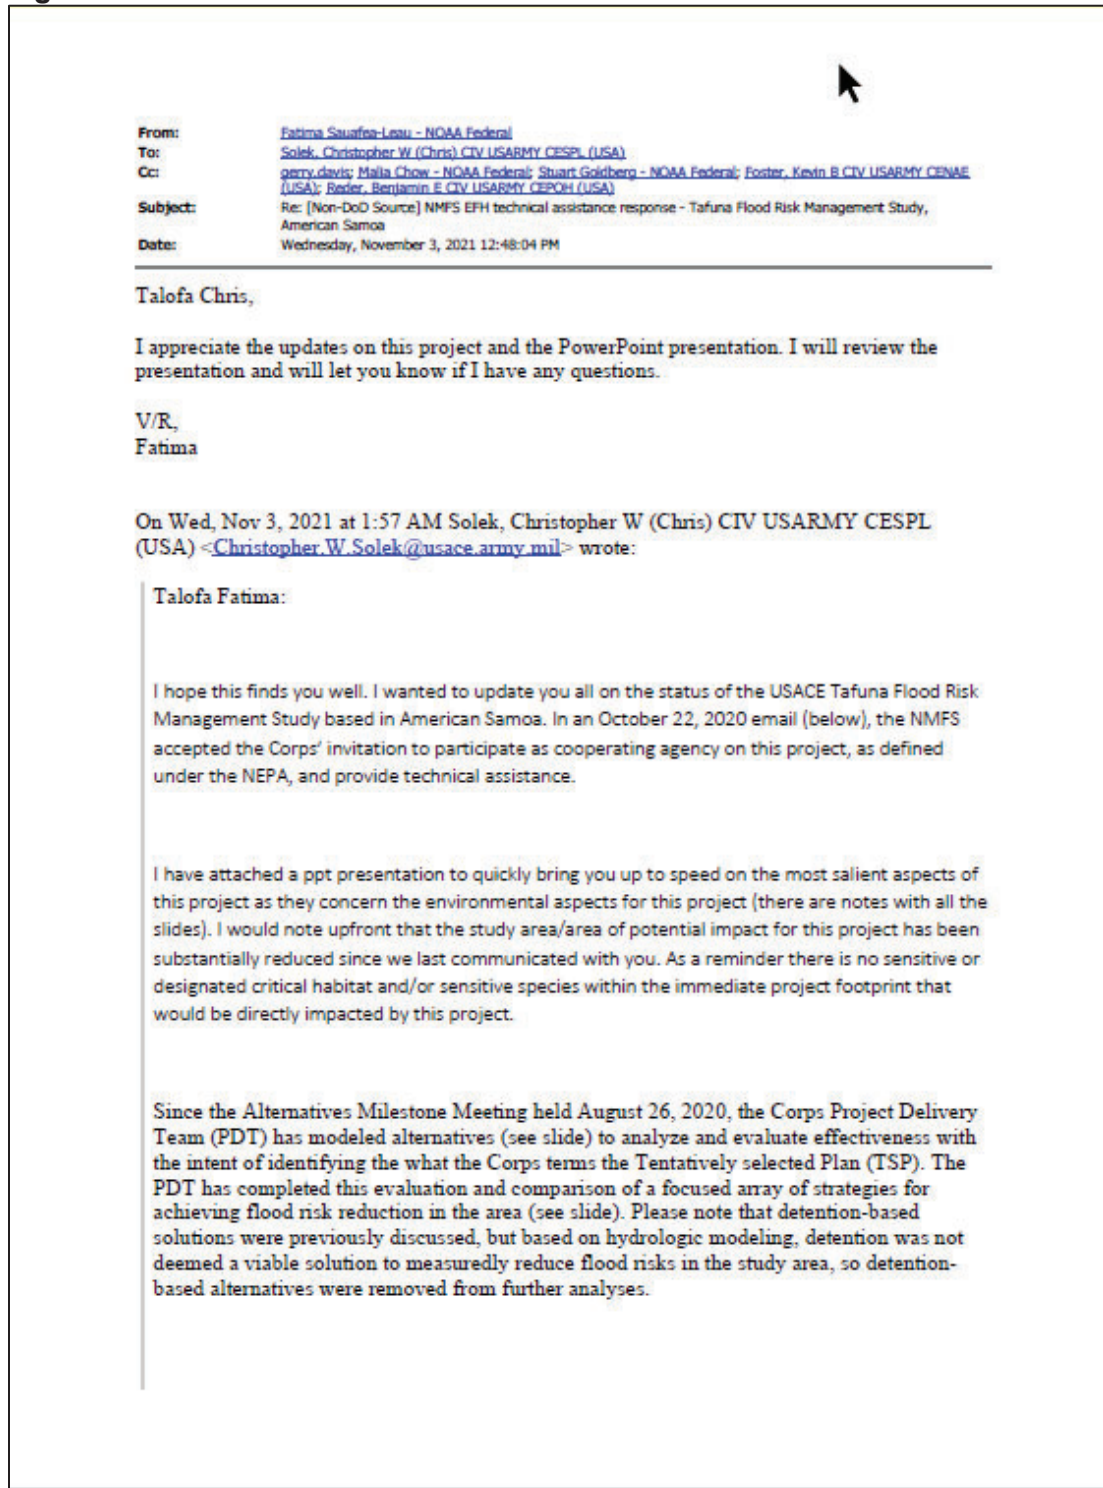 From: Fatima Sauafea-Leau - NOAA Federal
To: Solek, Christopher W (Chris) CIV USARMY CESPL (USA)
Cc: gerry.davis; Malia Chow - NOAA Federal; Stuart Goldberg - NOAA Federal; Foster, Kevin B CIV USARMY CENAE
(USA); Reder, Benjamin E CIV USARMY CEPOH (USA)
Subject: Re: [Non-DoD Source] NMFS EFH technical assistance response - Tafuna Flood Risk Management Study,
American Samoa
Date: Wednesday, November 3, 2021 12:48:04 PM
Talofa Chris,
I appreciate the updates on this project and the PowerPoint presentation. I will review the
presentation and will let you know if I have any questions.
V/R,
Fatima
On Wed, Nov 3, 2021 at 1:57 AM Solek, Christopher W (Chris) CIV USARMY CESPL
(USA) <Christopher.W.Solek@usace.army.mil> wrote:
Talofa Fatima:
I hope this finds you well. I wanted to update you all on the status of the USACE Tafuna Flood Risk
Management Study based in American Samoa. In an October 22, 2020 email (below), the NMFS
accepted the Corps' invitation to participate as cooperating agency on this project, as defined
under the NEPA, and provide technical assistance.
I have attached a ppt presentation to quickly bring you up to speed on the most salient aspects of
this project as they concern the environmental aspects for this project (there are notes with all the
slides). I would note upfront that the study area/area of potential impact for this project has been
substantially reduced since we last communicated with you. As a reminder there is no sensitive or
designated critical habitat and/or sensitive species within the immediate project footprint that
would be directly impacted by this project.
Since the Alternatives Milestone Meeting held August 26, 2020, the Corps Project Delivery
Team (PDT) has modeled alternatives (see slide) to analyze and evaluate effectiveness with
the intent of identifying the what the Corps terms the Tentatively selected Plan (TSP). The
PDT has completed this evaluation and comparison of a focused array of strategies for
achieving flood risk reduction in the area (see slide). Please note that detention-based
solutions were previously discussed, but based on hydrologic modeling, detention was not
deemed a viable solution to measuredly reduce flood risks in the study area, so detention-
based alternatives were removed from further analyses.